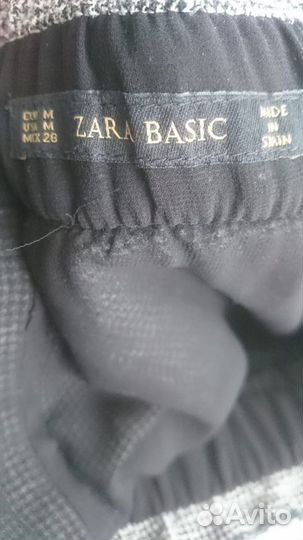 EUR M
USA M
MEX 28
ZARA BASIC
MADE
IN
SPAIN
Avito